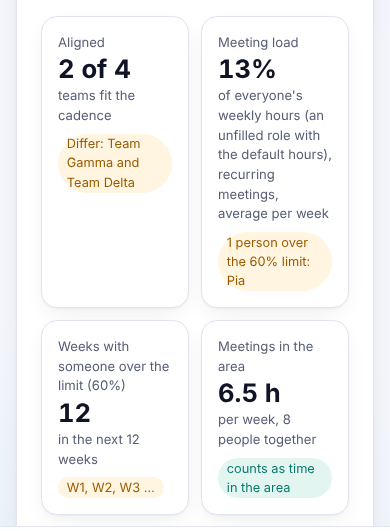 Aligned
2 of 4
teams fit the
cadence
Differ: Team
Gamma and
Team Delta
Meeting load
13%
of everyone's
weekly hours (an
unfilled role with
the default hours),
recurring
meetings,
average per week
1 person over
the 60% limit:
Pia
Weeks with
someone over the
limit (60%)
12
in the next 12
weeks
W1, W2, W3 ...
Meetings in the
area
6.5 h
per week, 8
people together
counts as time
in the area